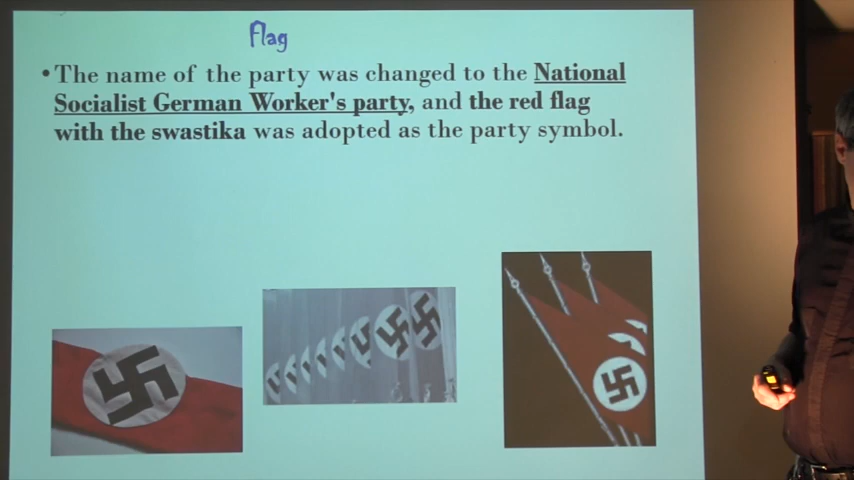 Flag
• The name of the party was changed to the National
Socialist German Worker's party, and the red flag
with the swastika was adopted as the party symbol.